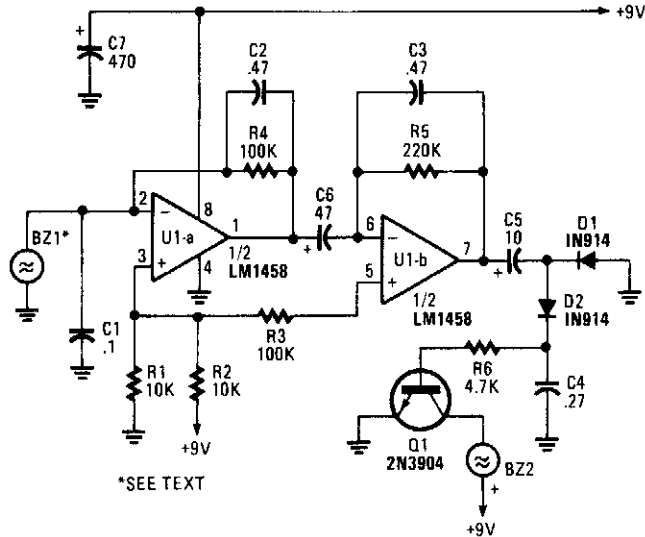 +9V
+
C7
470
C2
.47
C3
.47
R4
100K
R5
220K
C6
47
+
2
−
8
U1-a
1
3
+
4
1/2
LM1458
BZ1*
C1
.1
6
−
U1-b
7
5
+
1/2
LM1458
C5
10
+
D1
IN914
D2
IN914
R3
100K
R1
10K
R2
10K
+9V
R6
4.7K
C4
.27
Q1
2N3904
BZ2
+
+9V
*SEE TEXT